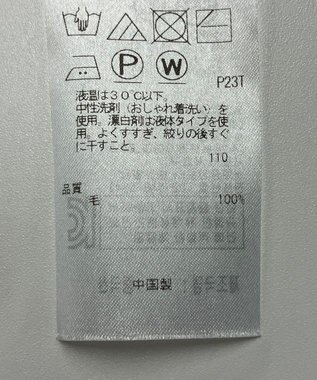 P W
P23T
液温は30℃以下。
中性洗剤（おしゃれ着洗い）を
使用。漂白剤は液体タイプを使
用。よくすすぎ、絞りの後すぐ
に干すこと。
110
品質
毛 100%
中国製